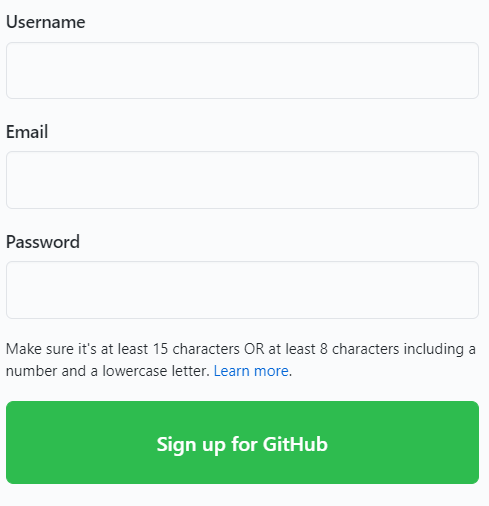 Username
Email
Password
Make sure it's at least 15 characters OR at least 8 characters including a
number and a lowercase letter. Learn more.
Sign up for GitHub